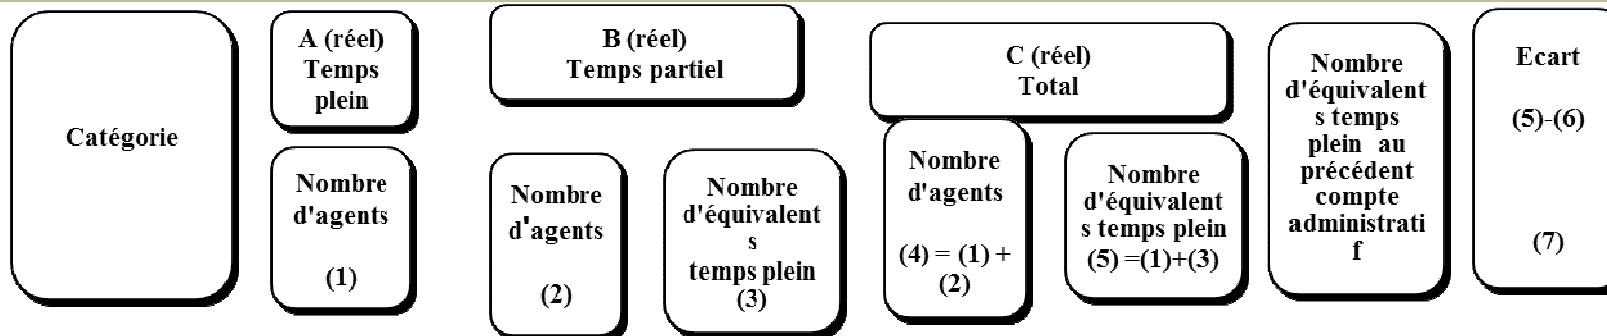 Catégorie
A (réel)
Temps
plein
Nombre
d'agents
(1)
B (réel)
Temps partiel
Nombre
d'agents
(2)
Nombre
d'équivalent
s
temps plein
(3)
C (réel)
Total
Nombre
d'agents
(4) = (1) +
(2)
Nombre
d'équivalent
s temps plein
(5) =(1)+(3)
Nombre
d'équivalent
s temps
plein au
précédent
compte
administrati
f
Ecart
(5)-(6)
(7)